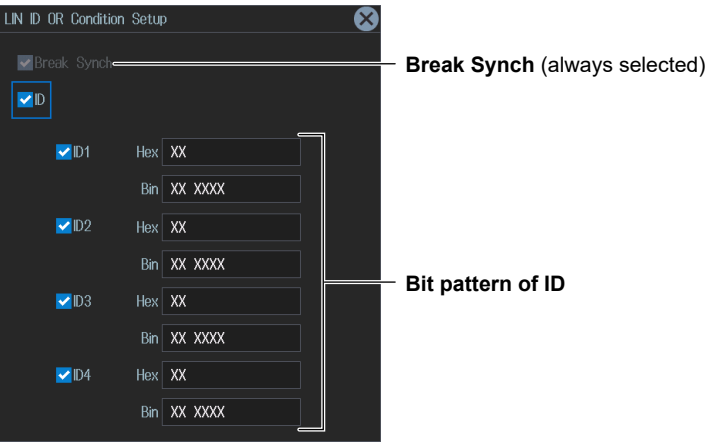 LIN ID OR Condition Setup
Break Synch
Break Synch (always selected)
ID
ID1 Hex XX
Bin XX XXXX
ID2 Hex XX
Bin XX XXXX
Bit pattern of ID
ID3 Hex XX
Bin XX XXXX
ID4 Hex XX
Bin XX XXXX